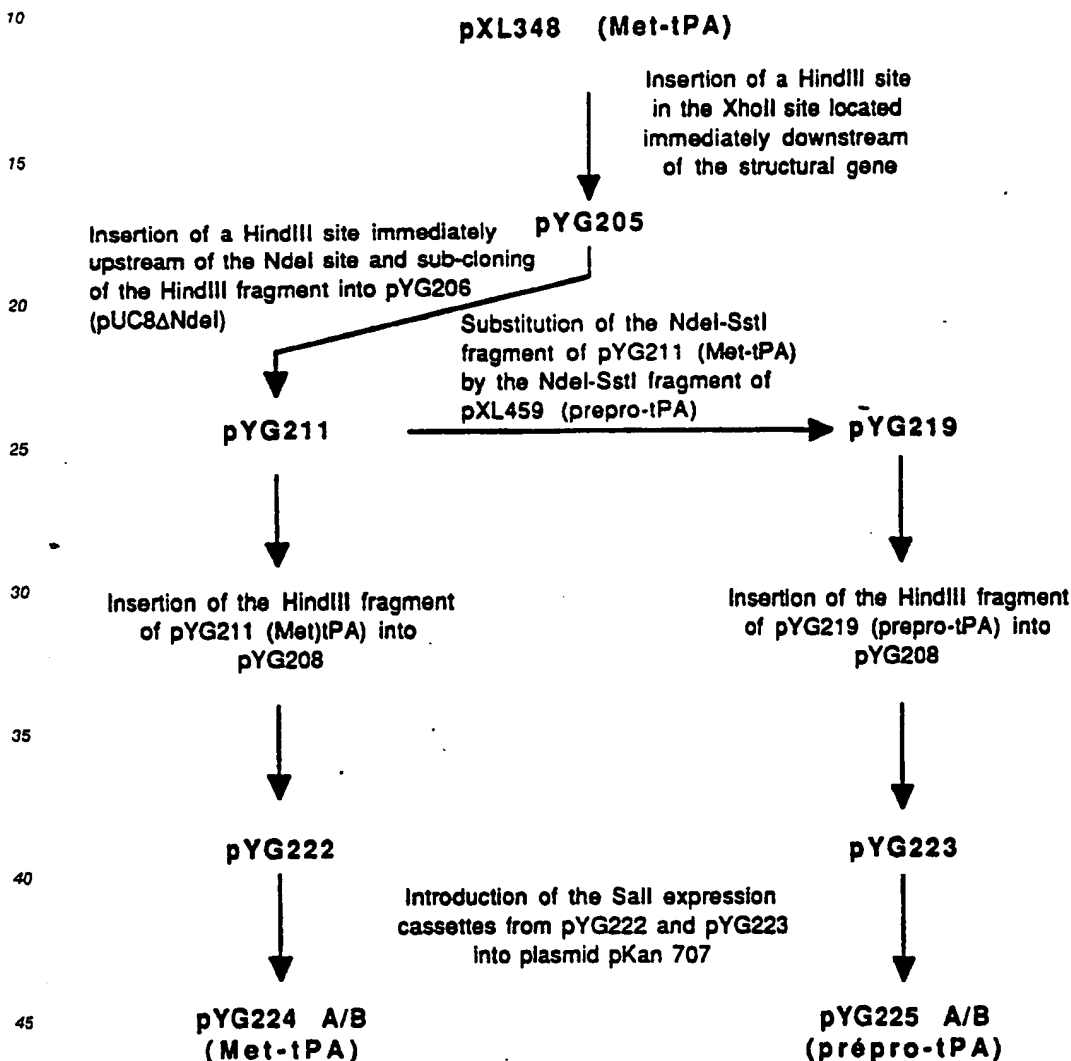 10
pXL348 (Met-tPA)
Insertion of a HindIII site
in the XhoII site located
immediately downstream
of the structural gene
15
pYG205
Insertion of a HindIII site immediately
upstream of the NdeI site and sub-cloning
of the HindIII fragment into pYG206
(pUC8ΔNdeI)
20
Substitution of the NdeI-SstI
fragment of pYG211 (Met-tPA)
by the NdeI-SstI fragment of
pXL459 (prepro-tPA)
pYG211
pYG219
25
30
Insertion of the HindIII fragment
of pYG211 (Met)tPA) into
pYG208
Insertion of the HindIII fragment
of pYG219 (prepro-tPA) into
pYG208
35
pYG222
pYG223
40
Introduction of the SalI expression
cassettes from pYG222 and pYG223
into plasmid pKan 707
45
pYG224 A/B
(Met-tPA)
pYG225 A/B
(prépro-tPA)